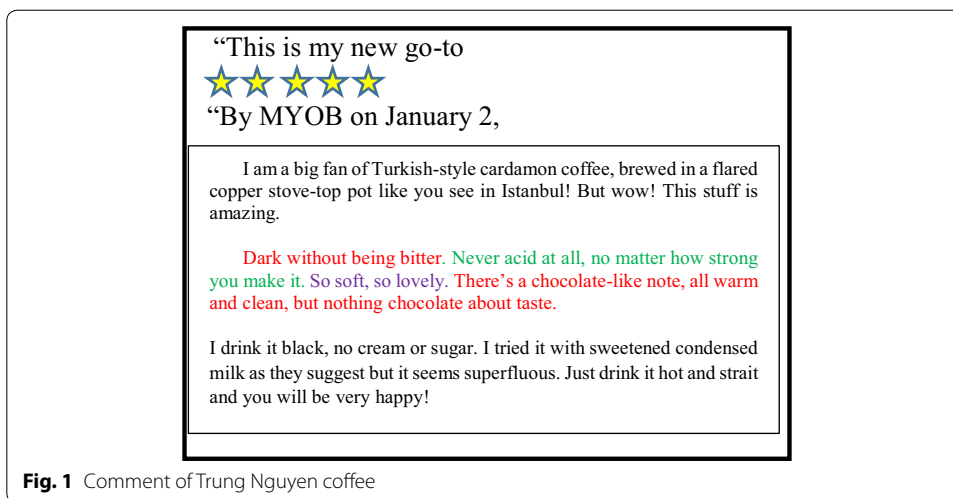 “This is my new go-to
“By MYOB on January 2,
I am a big fan of Turkish-style cardamon coffee, brewed in a flared
copper stove-top pot like you see in Istanbul! But wow! This stuff is
amazing.
Dark without being bitter. Never acid at all, no matter how strong
you make it. So soft, so lovely. There’s a chocolate-like note, all warm
and clean, but nothing chocolate about taste.
I drink it black, no cream or sugar. I tried it with sweetened condensed
milk as they suggest but it seems superfluous. Just drink it hot and strait
and you will be very happy!
Fig. 1 Comment of Trung Nguyen coffee